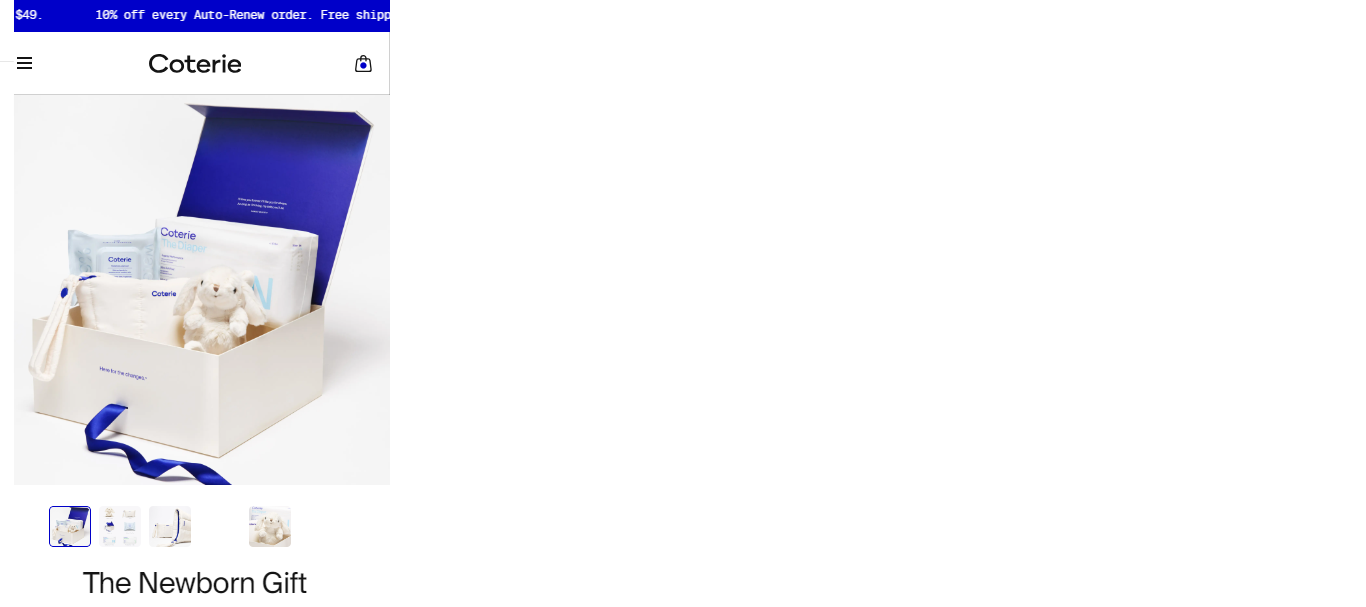 $49. 10% off every Auto-Renew order. Free shipp
Coterie
Coterie
The Diaper
Coterie
N
Coterie
Here for the changes.™
The Newborn Gift